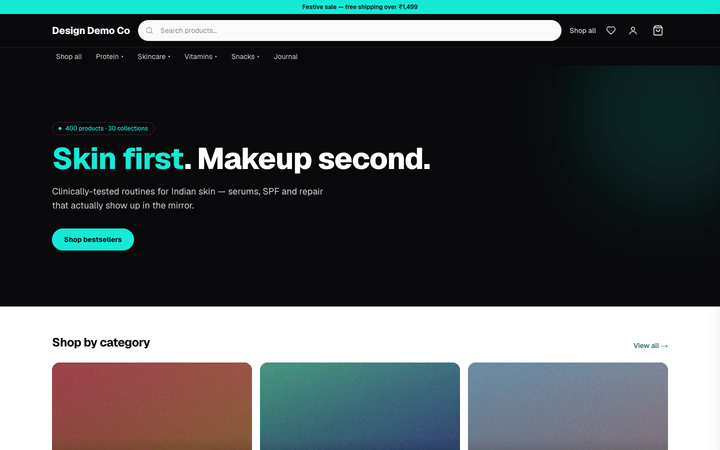 Festive sale — free shipping over ₹1,499
Design Demo Co
Search products...
Shop all
Shop all
Protein
Skincare
Vitamins
Snacks
Journal
400 products · 30 collections
Skin first. Makeup second.
Clinically-tested routines for Indian skin — serums, SPF and repair
that actually show up in the mirror.
Shop bestsellers
Shop by category
View all →